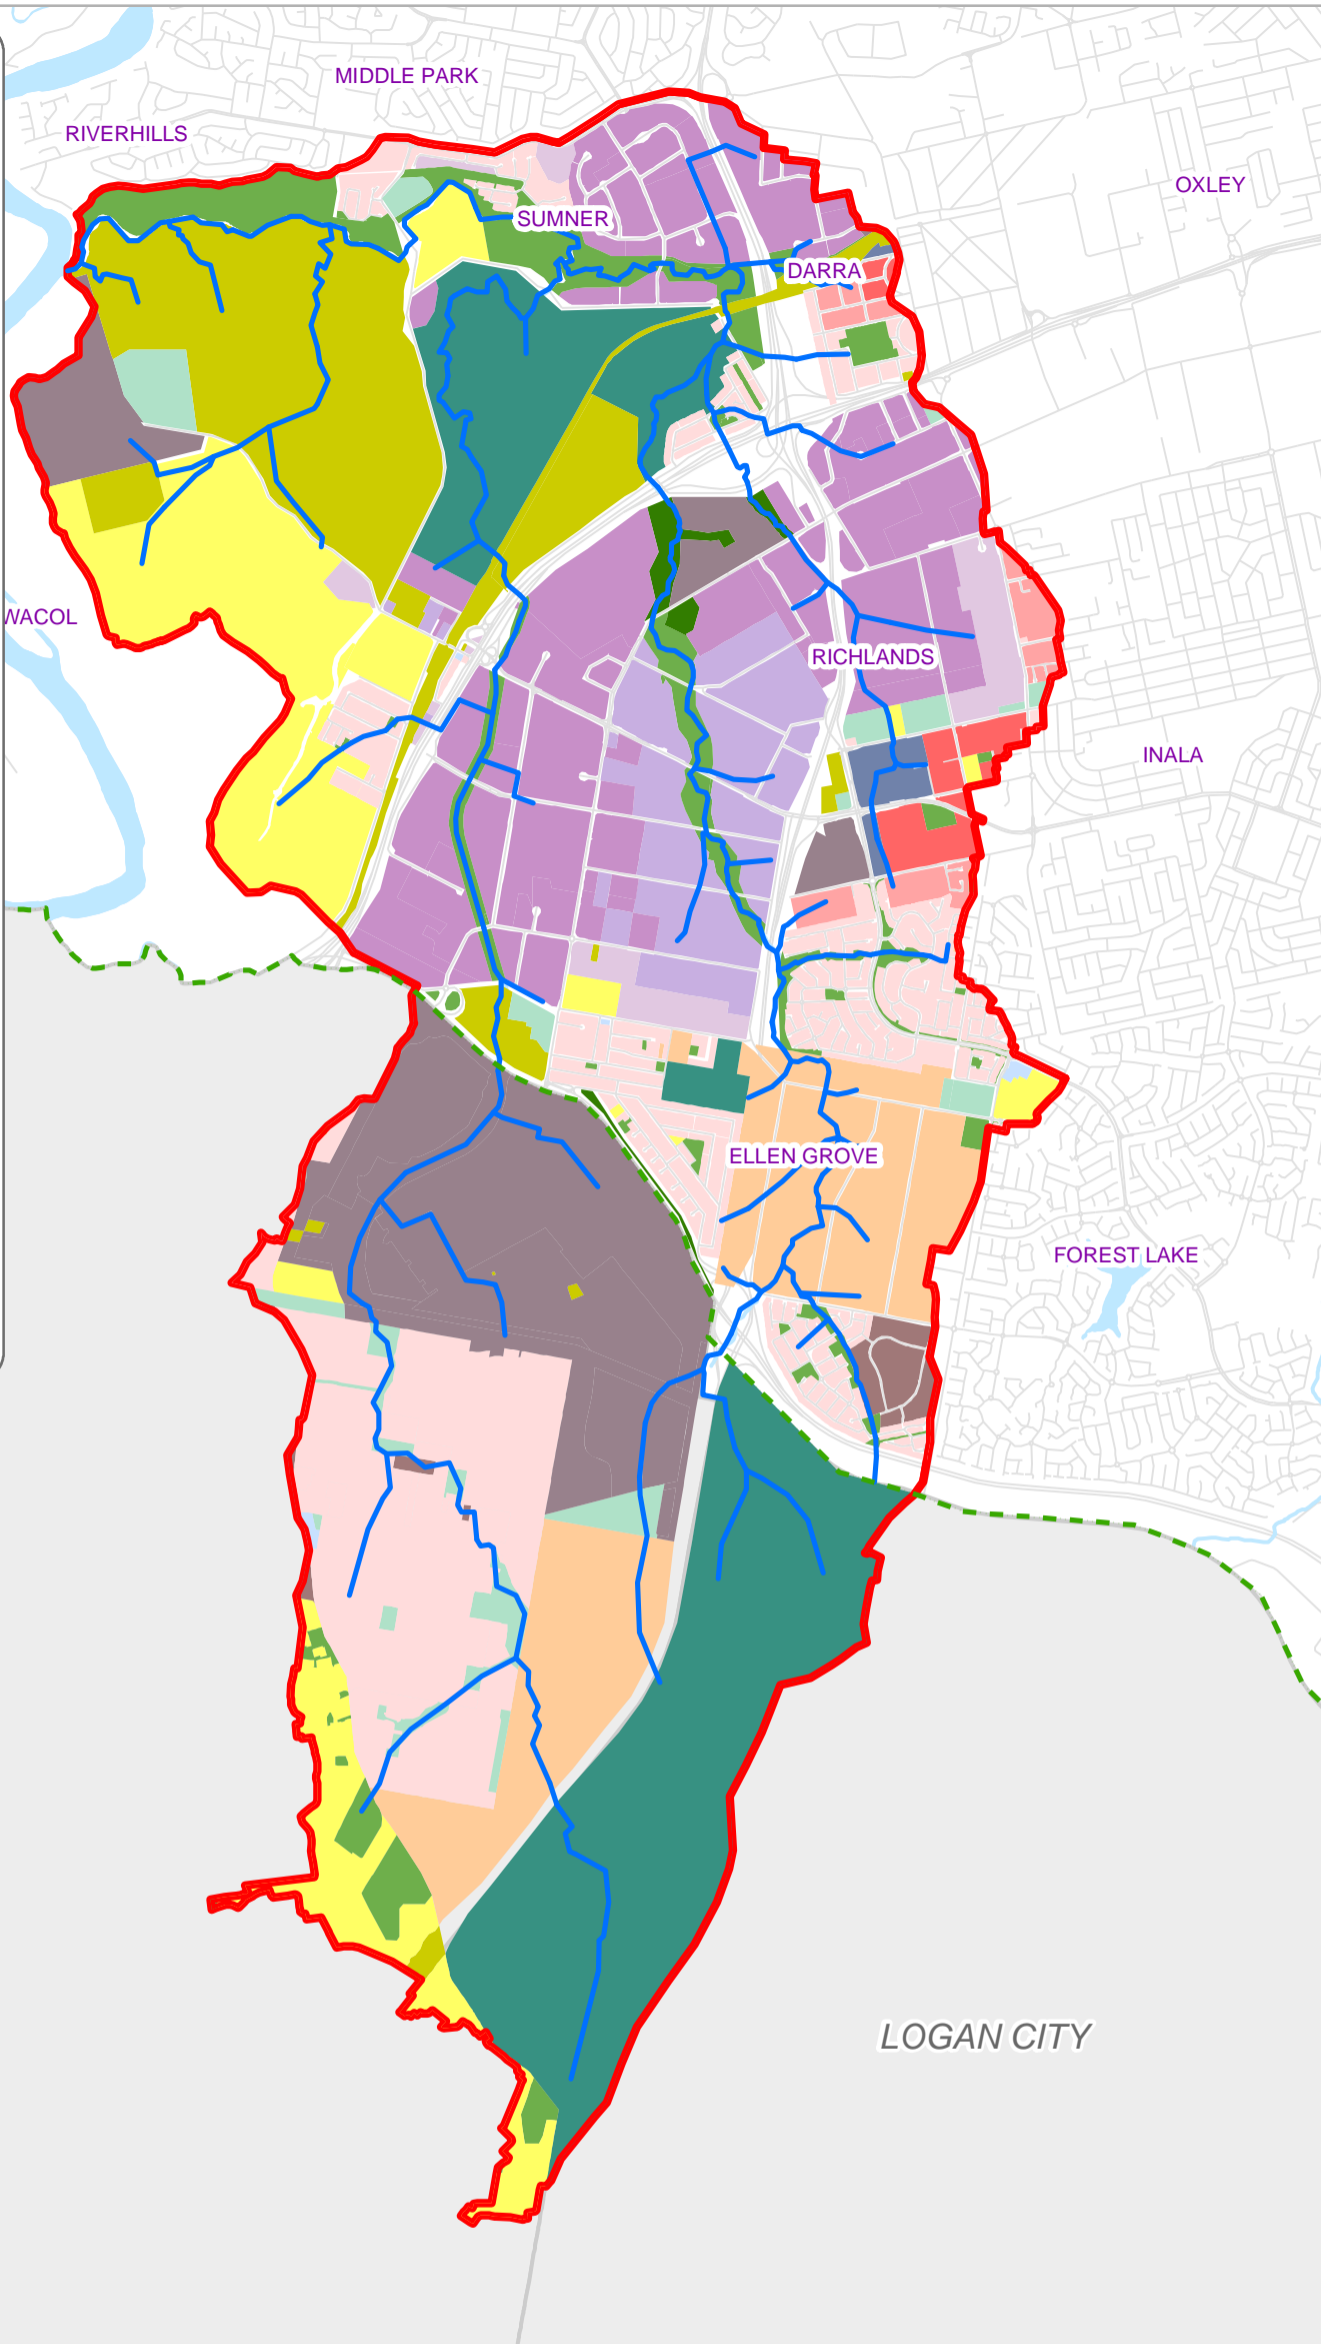 MIDDLE PARK
RIVERHILLS
OXLEY
SUMNER
DARRA
WACOL
RICHLANDS
INALA
ELLEN GROVE
FOREST LAKE
LOGAN CITY